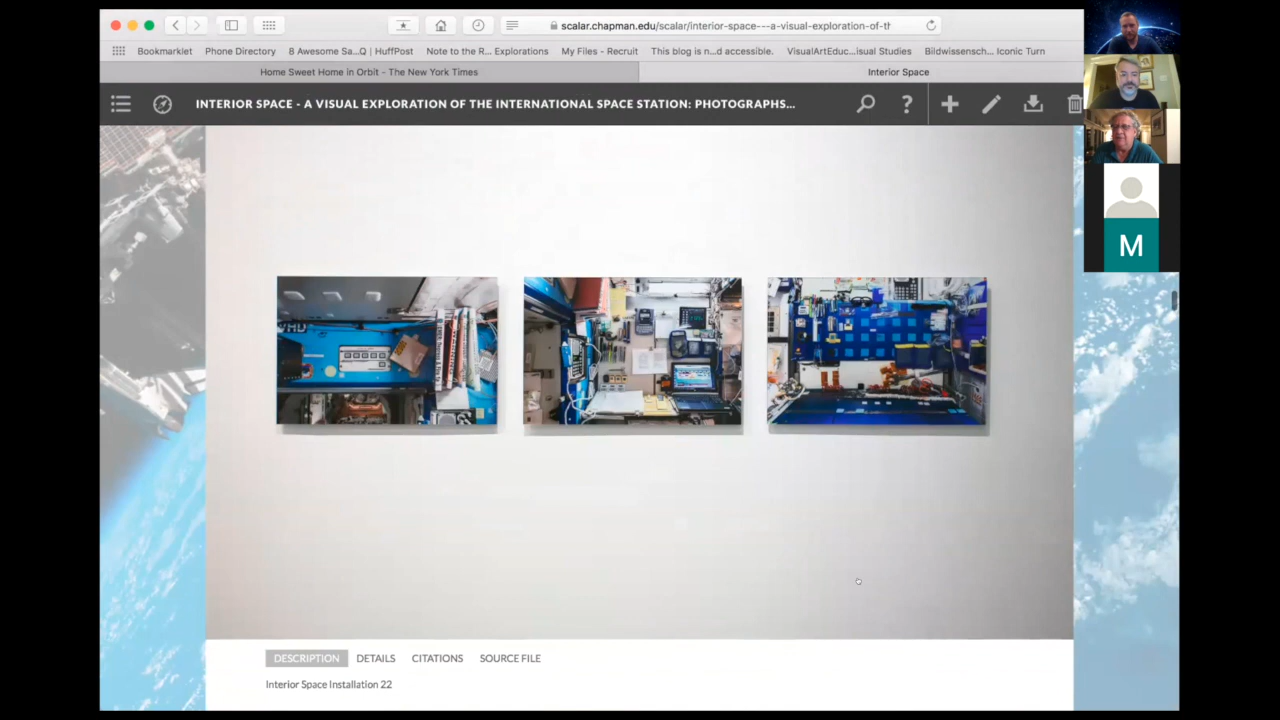 scalar.chapman.edu/scalar/interior-space---a-visual-exploration-of-th
Bookmarklet Phone Directory 8 Awesome Sa...Q | HuffPost Note to the R... Explorations My Files - Recruit This blog is n...d accessible. VisualArtEduc...isual Studies Bildwissensch... Iconic Turn
Home Sweet Home in Orbit - The New York Times Interior Space
INTERIOR SPACE - A VISUAL EXPLORATION OF THE INTERNATIONAL SPACE STATION: PHOTOGRAPHS...
M
DESCRIPTION DETAILS CITATIONS SOURCE FILE
Interior Space Installation 22